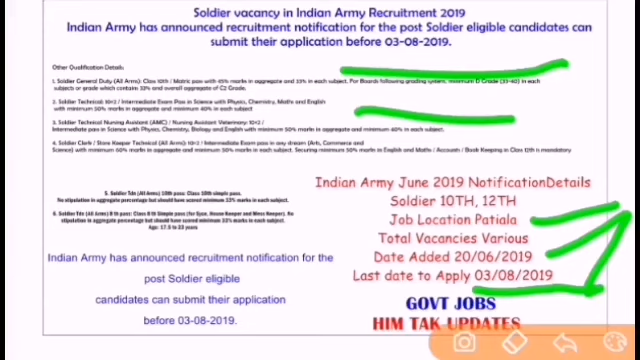 Soldier vacancy in Indian Army Recruitment 2019
Indian Army has announced recruitment notification for the post Soldier eligible candidates can
submit their application before 03-08-2019.
Other Qualification Details:
1. Soldier General Duty (All Arms): Class 10th / Matric pass with 45% marks in aggregate and 33% in each subject. For Boards following grading system, minimum D Grade (33-40) in each
subjects or grade which contains 33% and overall aggregate of C2 Grade.
2. Soldier Technical: 10+2 / Intermediate Exam Pass in Science with Physics, Chemistry, Maths and English
with minimum 50% marks in aggregate and minimum 40% in each subject
3. Soldier Technical Nursing Assistant (AMC) / Nursing Assistant Veterinary: 10+2 /
Intermediate pass in Science with Physics, Chemistry, Biology and English with minimum 50% marks in aggregate and minimum 40% in each subject.
4. Soldier Clerk / Store Keeper Technical (All Arms): 10+2 / Intermediate Exam pass in any stream (Arts, Commerce and
Science) with minimum 60% marks in aggregate and minimum 50% marks in each subject. Securing minimum 50% marks in English and Maths / Accounts / Book Keeping in Class 12th is mandatory
5. Soldier Tdn (All Arms) 10th pass: Class 10th simple pass.
No stipulation in aggregate percentage but should have scored minimum 33% marks in each subject.
6. Soldier Tdn (All Arms) 8 th pass: Class 8 th Simple pass (for Syce, House Keeper and Mess Keeper). No
stipulation in aggregate percentage but should have scored minimum 33% marks in each subject.
Age: 17.5 to 23 years
Indian Army has announced recruitment notification for the
post Soldier eligible
candidates can submit their application
before 03-08-2019.
Indian Army June 2019 NotificationDetails
Soldier 10TH, 12TH
Job Location Patiala
Total Vacancies Various
Date Added 20/06/2019
Last date to Apply 03/08/2019
GOVT JOBS
HIM TAK UPDATES